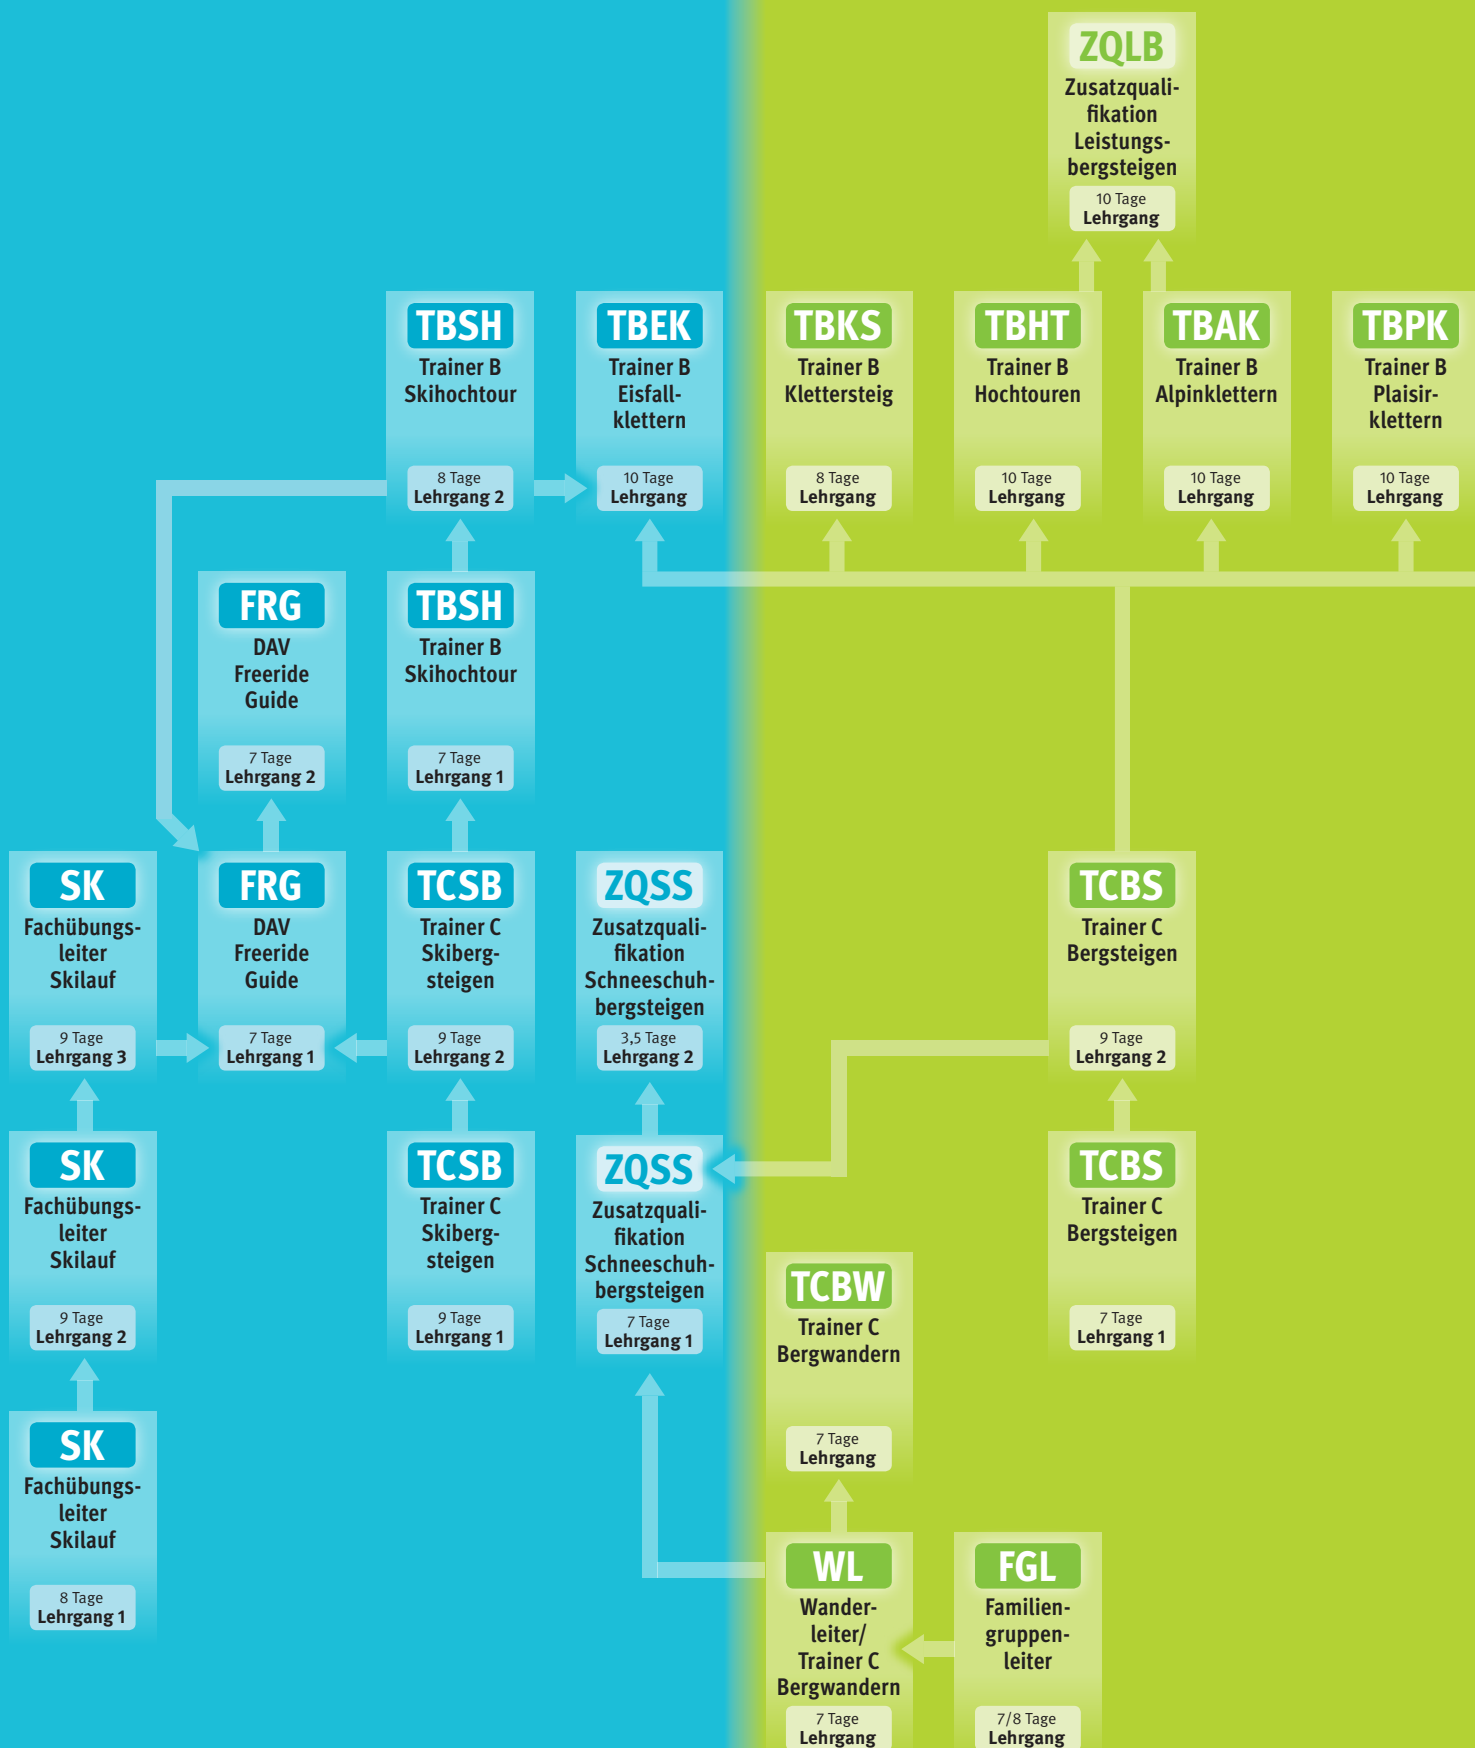 ZQLB
Zusatzquali-
fikation
Leistungs-
bergsteigen
10 Tage
Lehrgang
TBSH
Trainer B
Skihochtour
8 Tage
Lehrgang 2
TBEK
Trainer B
Eisfall-
klettern
10 Tage
Lehrgang
TBKS
Trainer B
Klettersteig
8 Tage
Lehrgang
TBHT
Trainer B
Hochtouren
10 Tage
Lehrgang
TBAK
Trainer B
Alpinklettern
10 Tage
Lehrgang
TBPK
Trainer B
Plaisir-
klettern
10 Tage
Lehrgang
FRG
DAV
Freeride
Guide
7 Tage
Lehrgang 2
TBSH
Trainer B
Skihochtour
7 Tage
Lehrgang 1
SK
Fachübungs-
leiter
Skilauf
9 Tage
Lehrgang 3
FRG
DAV
Freeride
Guide
7 Tage
Lehrgang 1
TCSB
Trainer C
Skiberg-
steigen
9 Tage
Lehrgang 2
ZQSS
Zusatzquali-
fikation
Schneeschuh-
bergsteigen
3,5 Tage
Lehrgang 2
TCBS
Trainer C
Bergsteigen
9 Tage
Lehrgang 2
SK
Fachübungs-
leiter
Skilauf
9 Tage
Lehrgang 2
TCSB
Trainer C
Skiberg-
steigen
9 Tage
Lehrgang 1
ZQSS
Zusatzquali-
fikation
Schneeschuh-
bergsteigen
7 Tage
Lehrgang 1
TCBS
Trainer C
Bergsteigen
7 Tage
Lehrgang 1
TCBW
Trainer C
Bergwandern
7 Tage
Lehrgang
SK
Fachübungs-
leiter
Skilauf
8 Tage
Lehrgang 1
WL
Wander-
leiter/
Trainer C
Bergwandern
7 Tage
Lehrgang
FGL
Familien-
gruppen-
leiter
7/8 Tage
Lehrgang